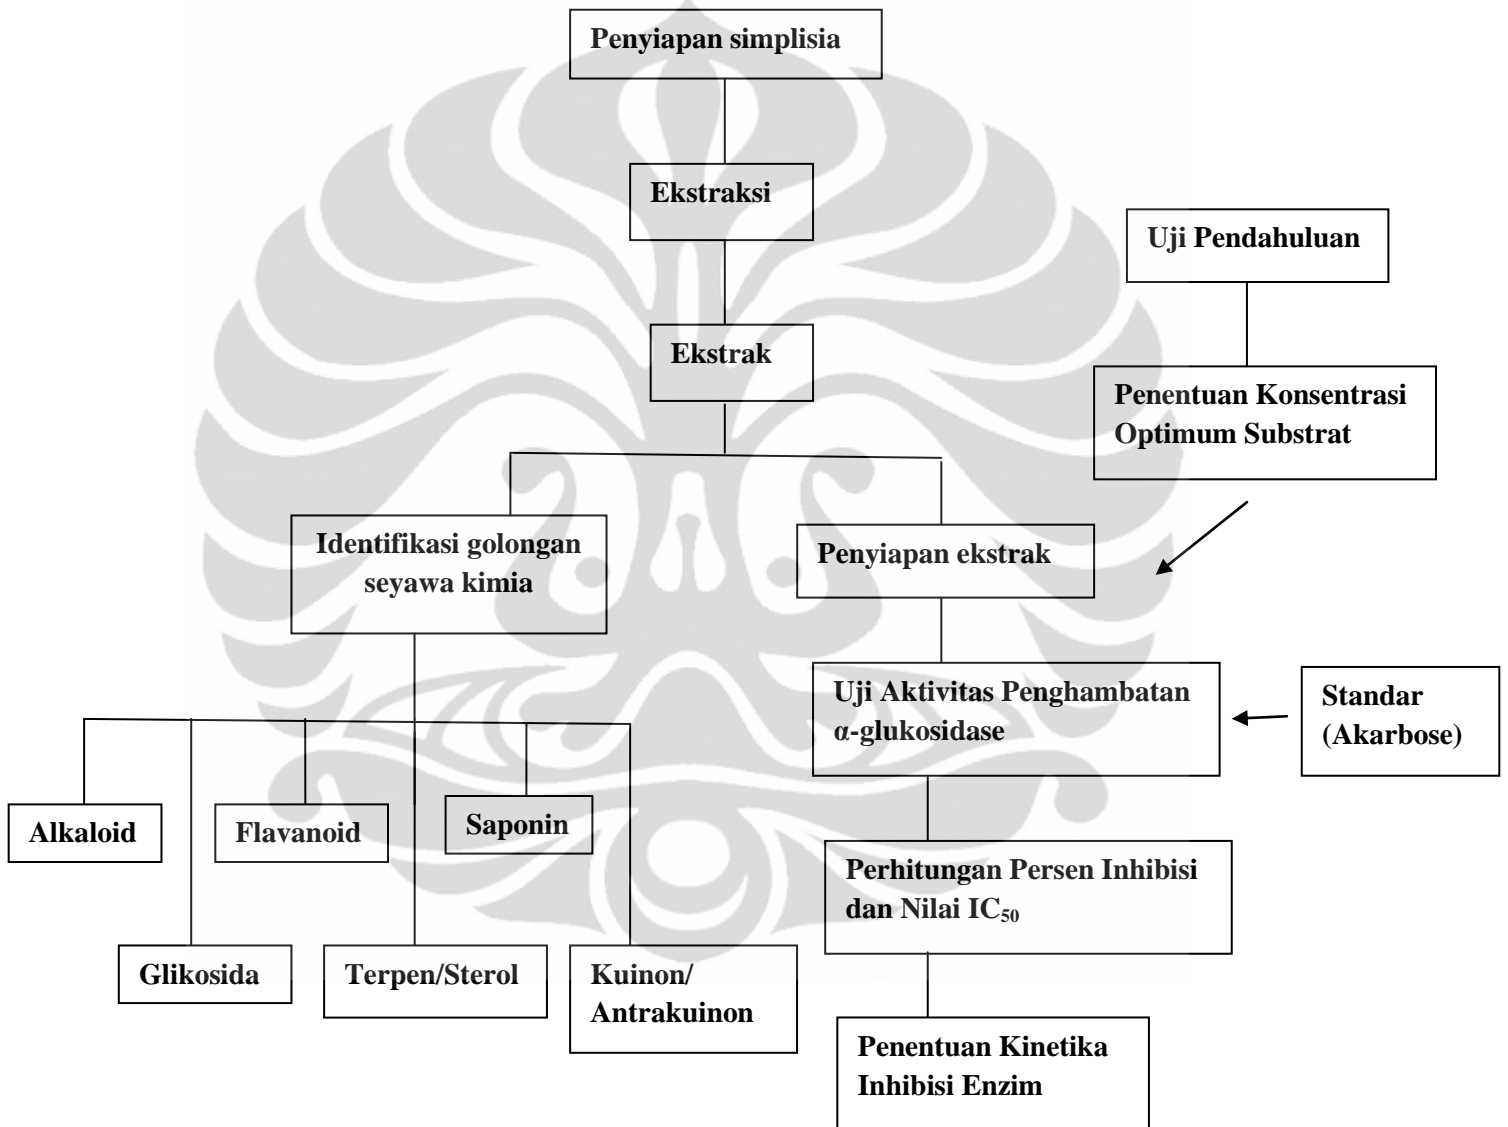 Penyiapan simplisia
Ekstraksi
Uji Pendahuluan
Ekstrak
Penentuan Konsentrasi
Optimum Substrat
Identifikasi golongan
seyawa kimia
Penyiapan ekstrak
Uji Aktivitas Penghambatan
α-glukosidase
Standar
(Akarbose)
Alkaloid
Flavanoid
Saponin
Perhitungan Persen Inhibisi
dan Nilai IC₅₀
Glikosida
Terpen/Sterol
Kuinon/
Antrakuinon
Penentuan Kinetika
Inhibisi Enzim